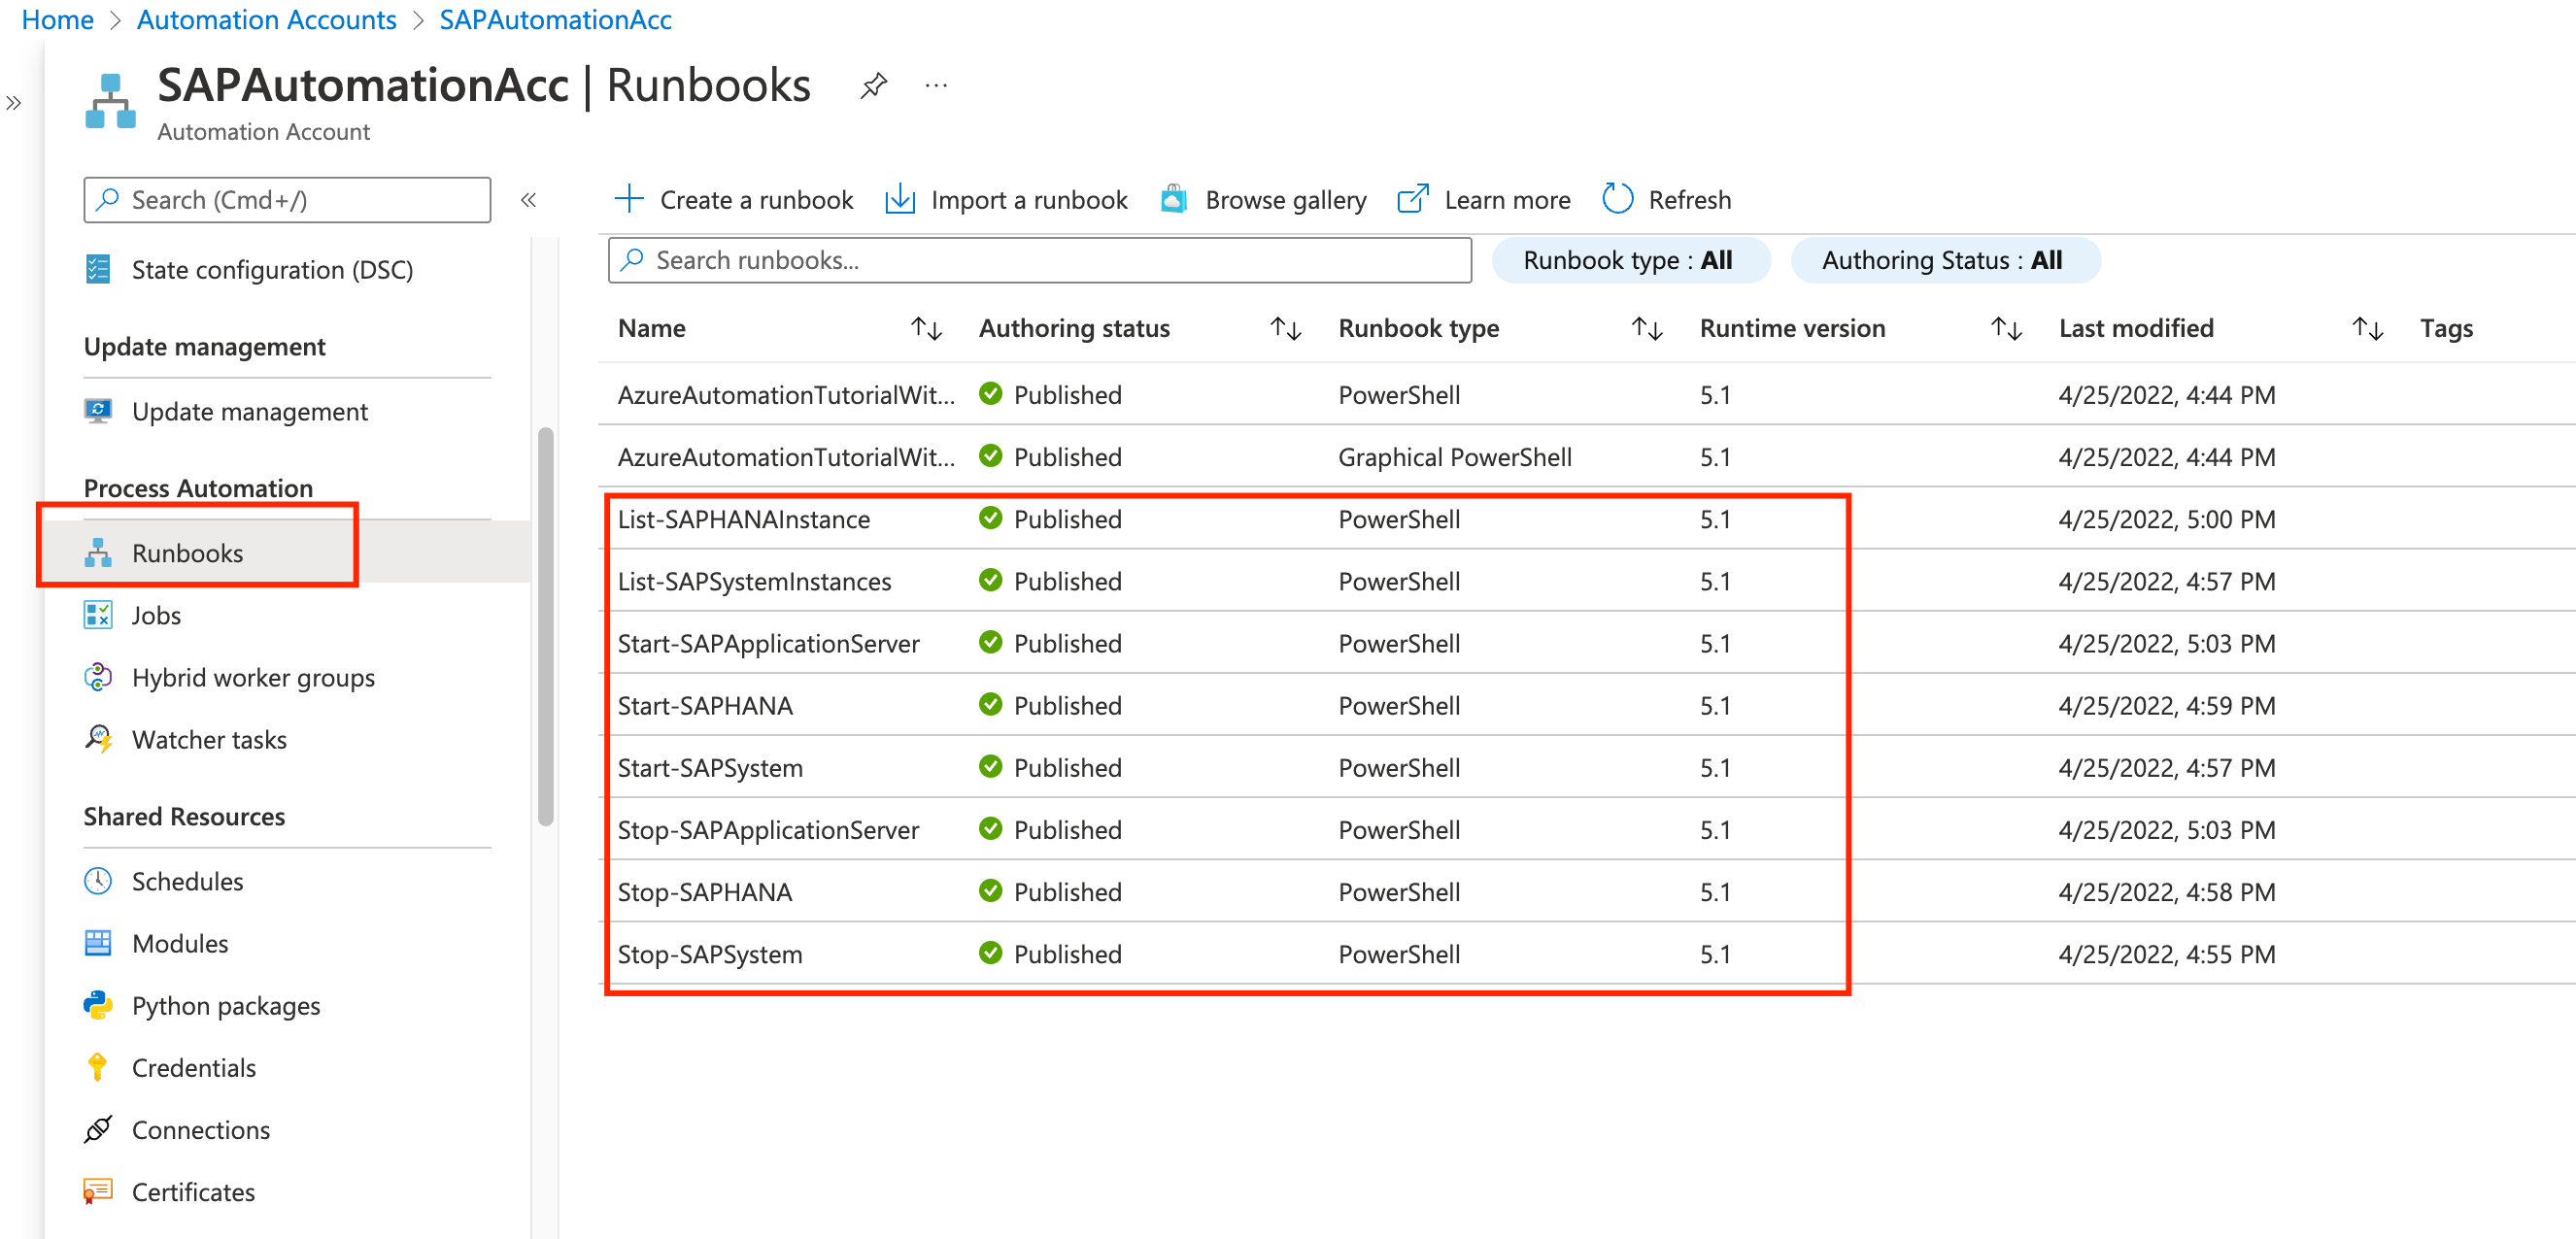 Home > Automation Accounts > SAPAutomationAcc
SAPAutomationAcc | Runbooks ...
Automation Account
Search (Cmd+/)
State configuration (DSC)
Update management
Update management
Process Automation
Runbooks
Jobs
Hybrid worker groups
Watcher tasks
Shared Resources
Schedules
Modules
Python packages
Credentials
Connections
Certificates
Create a runbook Import a runbook Browse gallery Learn more Refresh
Search runbooks... Runbook type : All Authoring Status : All
Name Authoring status Runbook type Runtime version Last modified Tags
AzureAutomationTutorialWit... Published PowerShell 5.1 4/25/2022, 4:44 PM
AzureAutomationTutorialWit... Published Graphical PowerShell 5.1 4/25/2022, 4:44 PM
List-SAPHANAInstance Published PowerShell 5.1 4/25/2022, 5:00 PM
List-SAPSystemInstances Published PowerShell 5.1 4/25/2022, 4:57 PM
Start-SAPApplicationServer Published PowerShell 5.1 4/25/2022, 5:03 PM
Start-SAPHANA Published PowerShell 5.1 4/25/2022, 4:59 PM
Start-SAPSystem Published PowerShell 5.1 4/25/2022, 4:57 PM
Stop-SAPApplicationServer Published PowerShell 5.1 4/25/2022, 5:03 PM
Stop-SAPHANA Published PowerShell 5.1 4/25/2022, 4:58 PM
Stop-SAPSystem Published PowerShell 5.1 4/25/2022, 4:55 PM